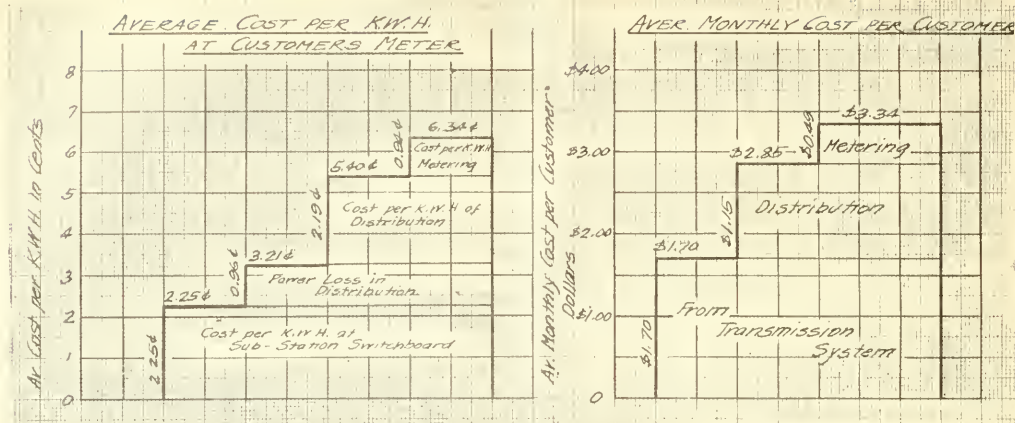 AVERAGE COST PER K.W.H.
AT CUSTOMERS METER
Av. Cost per K.W.H. in Cents
8
7
6
5
4
3
2
1
0
2.25¢
2.25¢
0.96¢
3.21¢
2.19¢
5.40¢
0.94¢
6.34¢
Cost per K.W.H.
Metering
Cost per K.W.H of
Distribution
Power Loss in
Distribution
Cost per K.W.H. at
Sub-Station Switchboard
AVER. MONTHLY COST PER CUSTOMER
Av. Monthly Cost per Customer-
Dollars
$4.00
$3.00
$2.00
$1.00
0
$1.70
$1.70
$1.15
$2.85
$0.49
$3.34
Metering
Distribution
From
Transmission
System